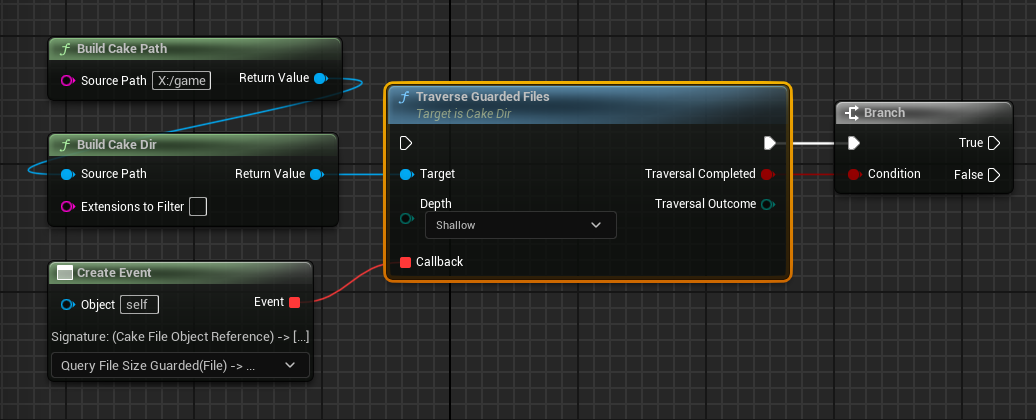 Build Cake Path
Source Path X:/game Return Value
Build Cake Dir
Source Path Return Value
Extensions to Filter
Create Event
Object self Event
Signature: (Cake File Object Reference) -> [...]
Query File Size Guarded(File) -> ...
Traverse Guarded Files
Target is Cake Dir
Target Traversal Completed
Depth Traversal Outcome
Shallow
Callback
Branch
True
Condition False